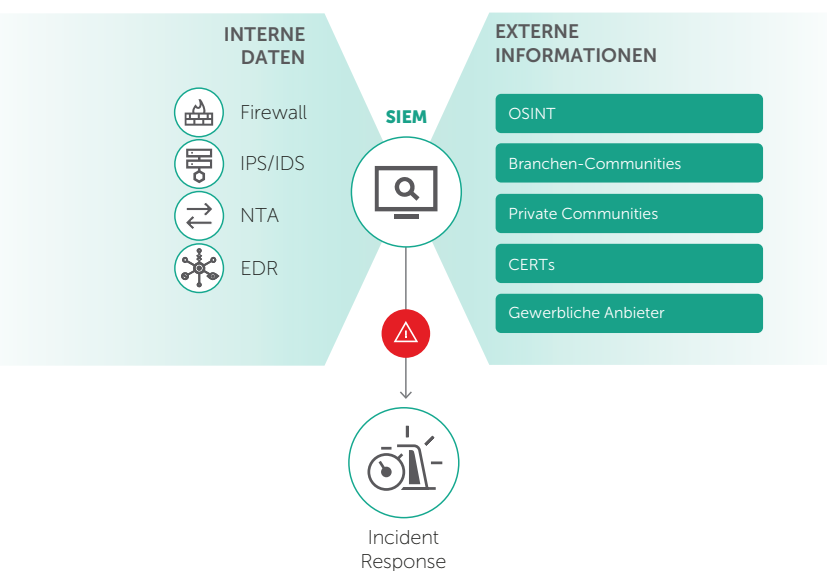 INTERNE
DATEN
Firewall
IPS/IDS
NTA
EDR
SIEM
EXTERNE
INFORMATIONEN
OSINT
Branchen-Communities
Private Communities
CERTs
Gewerbliche Anbieter
Incident
Response